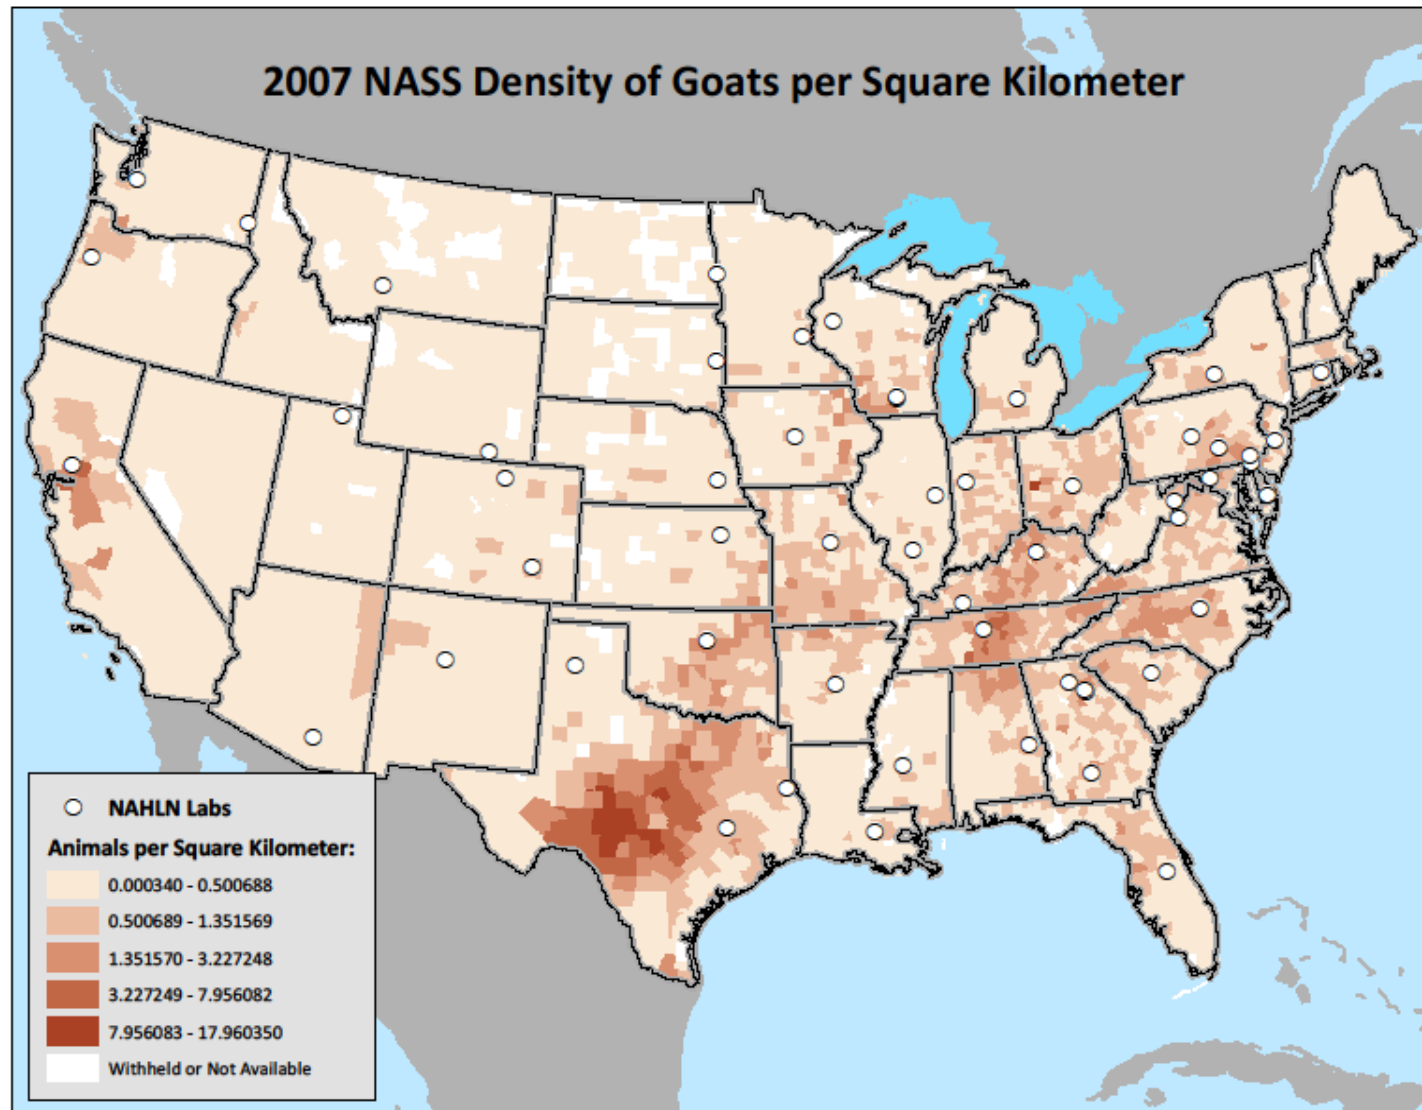 2007 NASS Density of Goats per Square Kilometer
NAHLN Labs
Animals per Square Kilometer:
0.000340 - 0.500688
0.500689 - 1.351569
1.351570 - 3.227248
3.227249 - 7.956082
7.956083 - 17.960350
Withheld or Not Available